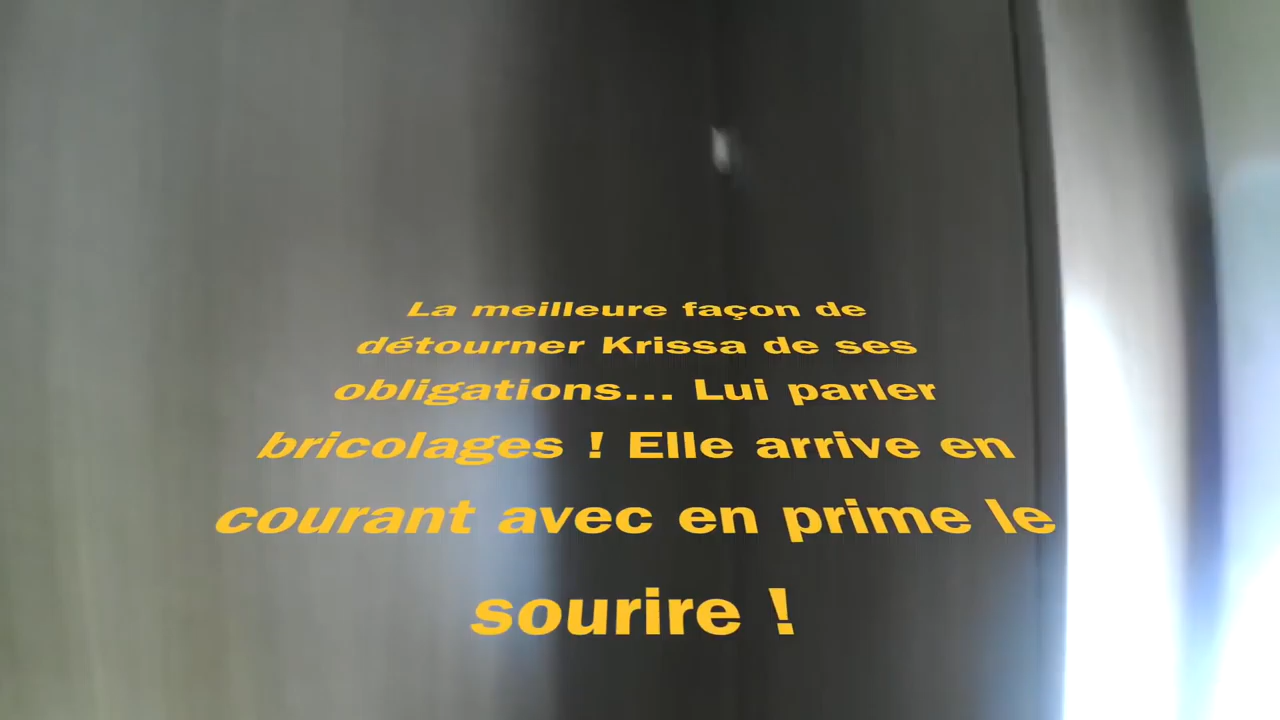 La meilleure façon de
détourner Krissa de ses
obligations... Lui parler
bricolages ! Elle arrive en
courant avec en prime le
sourire !